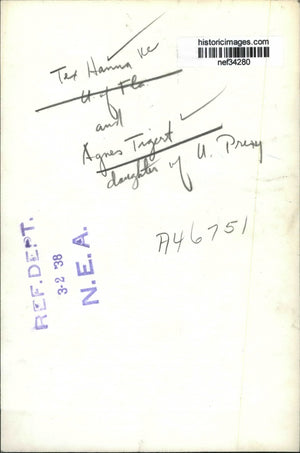 historicimages.com
nef34280
Tex Hanna
U of Fla.
and
Agnes Tigert
daughter of U. Prexy
A46751
REF. DEPT.
3-2 '38
N.E.A.